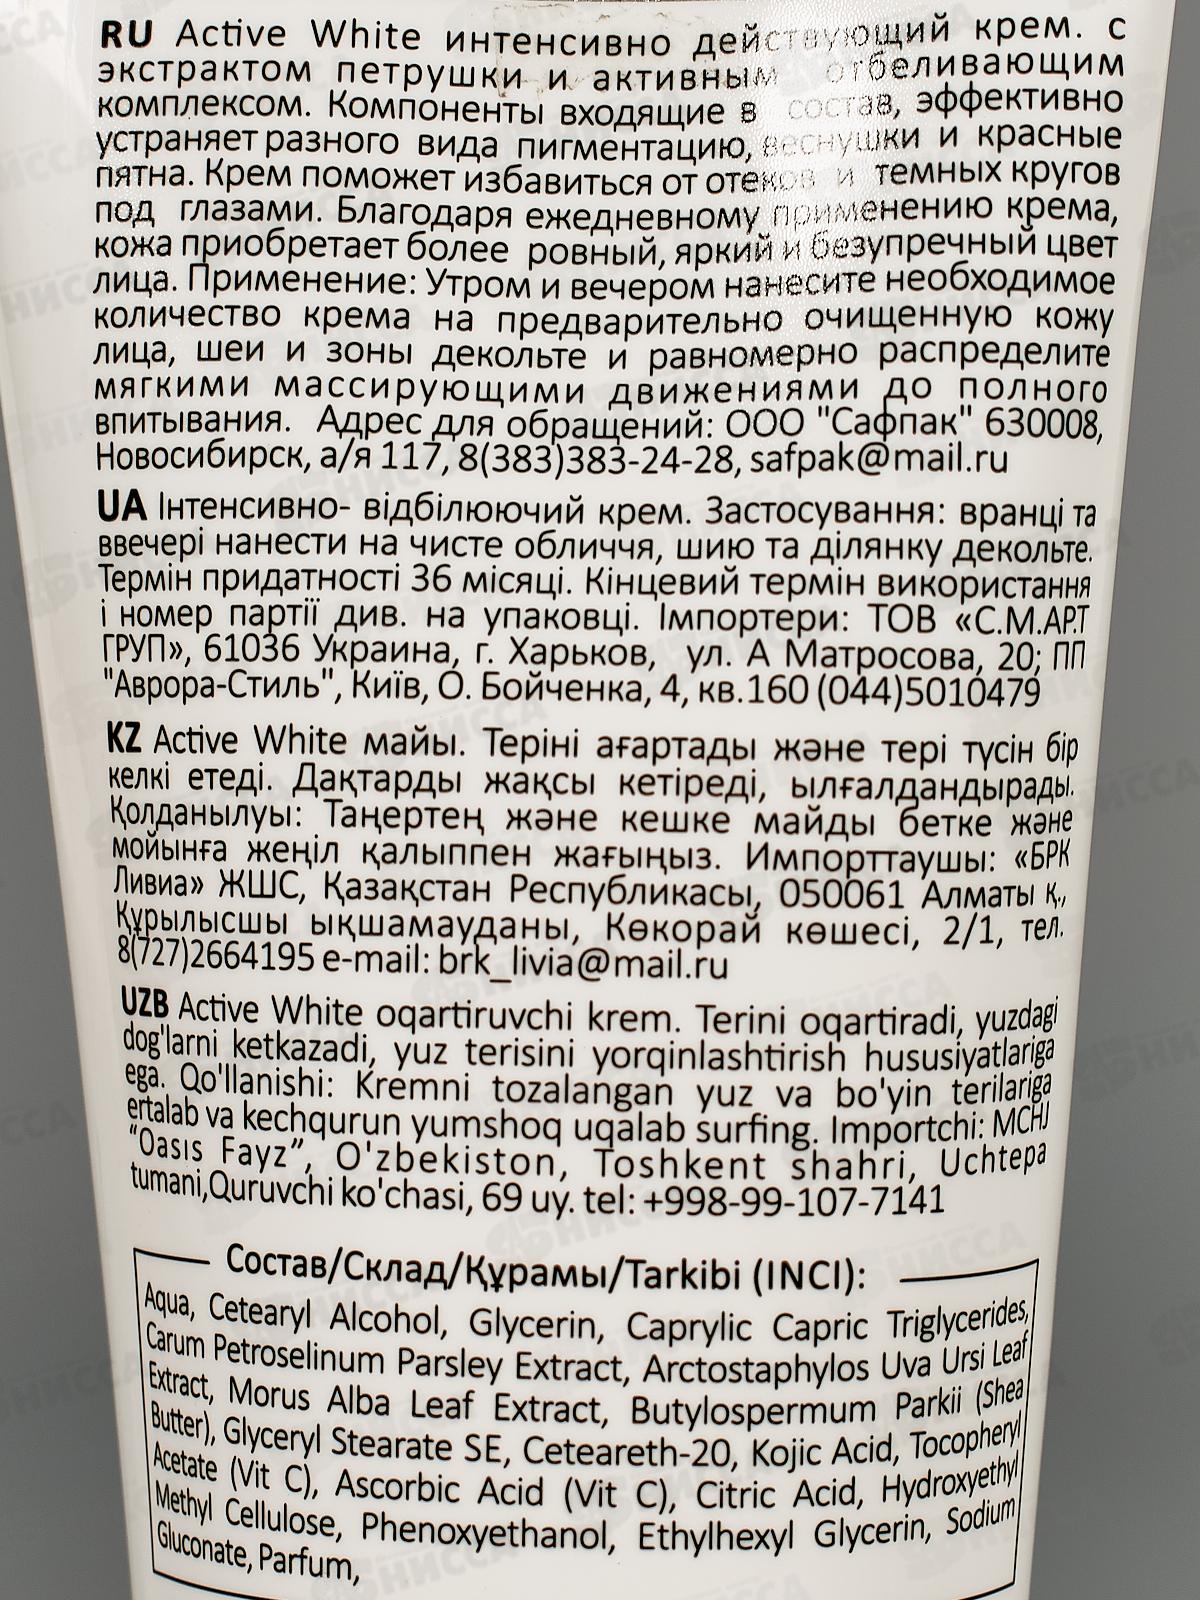 RU Active White интенсивно действующий крем. с
экстрактом петрушки и активным отбеливающим
комплексом. Компоненты входящие в состав, эффективно
устраняет разного вида пигментацию, веснушки и красные
пятна. Крем поможет избавиться от отеков и темных кругов
под глазами. Благодаря ежедневному применению крема,
кожа приобретает более ровный, яркий и безупречный цвет
лица. Применение: Утром и вечером нанесите необходимое
количество крема на предварительно очищенную кожу
лица, шеи и зоны декольте и равномерно распределите
мягкими массирующими движениями до полного
впитывания. Адрес для обращений: ООО "Сафпак" 630008,
Новосибирск, а/я 117, 8(383)383-24-28, safpak@mail.ru
UA Інтенсивно- відбілюючий крем. Застосування: вранці та
ввечері нанести на чисте обличчя, шию та ділянку декольте.
Термін придатності 36 місяці. Кінцевий термін використання
і номер партії див. на упаковці. Імпортери: ТОВ «С.М.АРТ
ГРУП», 61036 Украина, г. Харьков, ул. А Матросова, 20; ПП
"Аврора-Стиль", Київ, О. Бойченка, 4, кв.160 (044)5010479
KZ Active White майы. Теріні ағартады және тері түсін бір
келкі етеді. Дақтарды жақсы кетіреді, ылғалдандырады.
Қолданылуы: Таңертең және кешке майды бетке және
мойынға жеңіл қалыппен жағыңыз. Импорттаушы: «БРК
Ливиа» ЖШС, Қазақстан Республикасы, 050061 Алматы қ.,
Құрылысшы ықшамауданы, Көкорай көшесі, 2/1, тел.
8(727)2664195 e-mail: brk_livia@mail.ru
UZB Active White oqartiruvchi krem. Terini oqartiradi, yuzdagi
dog'larni ketkazadi, yuz terisini yorqinlashtirish hususiyatlariga
ega. Qo'llanishi: Kremni tozalangan yuz va bo'yin terilariga
ertalab va kechqurun yumshoq uqalab surfing. Importchi: MCHJ
“Oasıs Fayz”, O'zbekiston, Toshkent shahri, Uchtepa
tumani,Quruvchi ko'chasi, 69 uy. tel: +998-99-107-7141
Состав/Склад/Құрамы/Tarkibi (INCI):
Aqua, Cetearyl Alcohol, Glycerin, Caprylic Capric Triglycerides,
Carum Petroselinum Parsley Extract, Arctostaphylos Uva Ursi Leaf
Extract, Morus Alba Leaf Extract, Butylospermum Parkii (Shea
Butter), Glyceryl Stearate SE, Ceteareth-20, Kojic Acid, Tocopheryl
Acetate (Vit C), Ascorbic Acid (Vit C), Citric Acid, Hydroxyethyl
Methyl Cellulose, Phenoxyethanol, Ethylhexyl Glycerin, Sodium
Gluconate, Parfum,